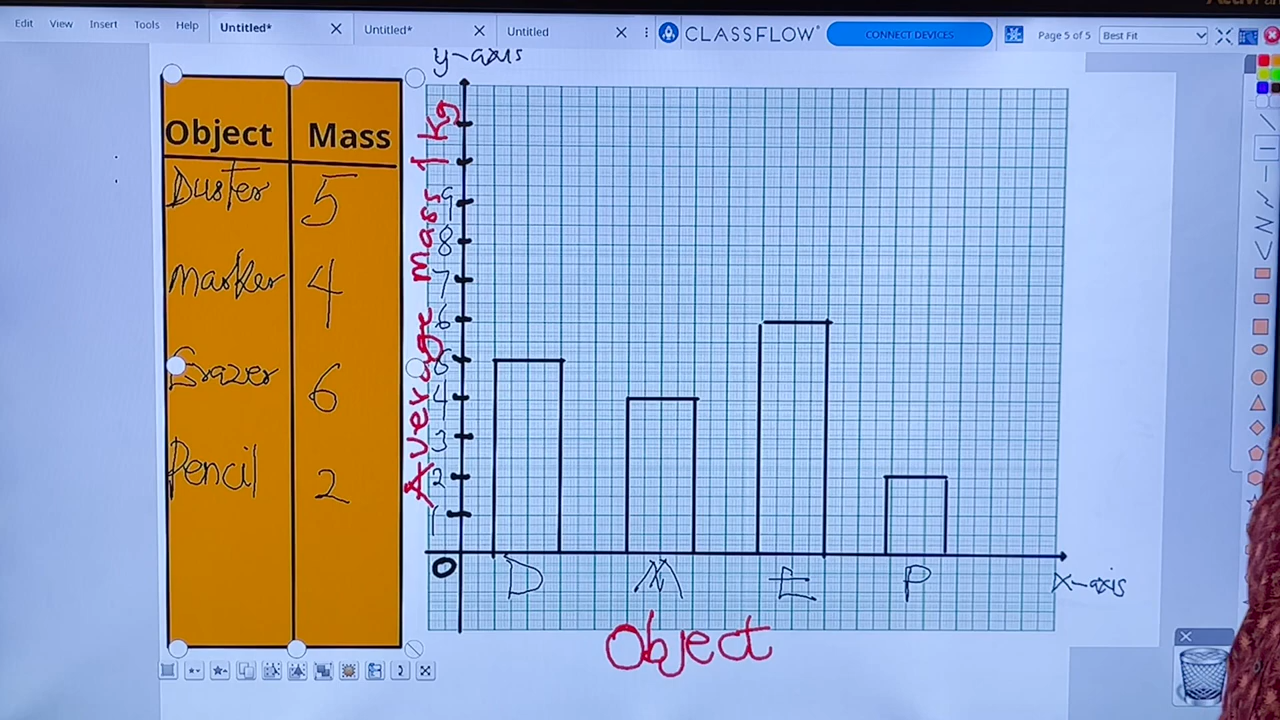 Edit View Insert Tools Help Untitled* Untitled* Untitled CLASSFLOW CONNECT DEVICES Page 5 of 5 Best Fit
Object Mass
Duster 5
Marker 4
Erazer 6
Pencil 2
y-axis
Average Mass / kg
9
8
7
6
5
4
3
2
1
0
D M E P
x-axis
Object